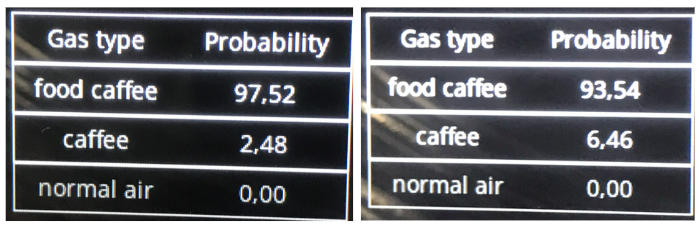 Gas type Probability
food caffee 97,52
caffee 2,48
normal air 0,00
Gas type Probability
food caffee 93,54
caffee 6,46
normal air 0,00